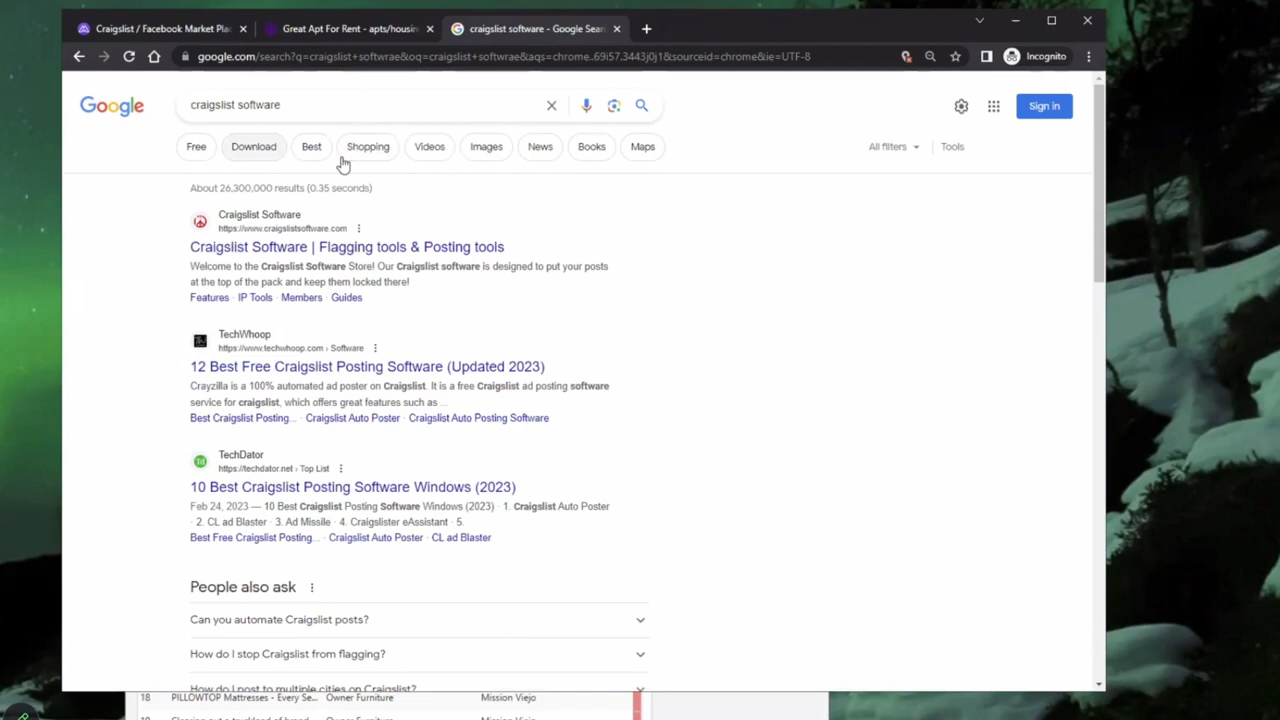 Craigslist / Facebook Market Pla
Great Apt For Rent - apts/housin
craigslist software - Google Sear
google.com/search?q=craigslist+softwrae&oq=craigslist+softwrae&aqs=chrome..69i57.3443j0j1&sourceid=chrome&ie=UTF-8
Incognito
Google
craigslist software
Sign in
Free
Download
Best
Shopping
Videos
Images
News
Books
Maps
All filters
Tools
About 26,300,000 results (0.35 seconds)
Craigslist Software
https://www.craigslistsoftware.com
Craigslist Software | Flagging tools & Posting tools
Welcome to the Craigslist Software Store! Our Craigslist software is designed to put your posts
at the top of the pack and keep them locked there!
Features · IP Tools · Members · Guides
TechWhoop
https://www.techwhoop.com › Software
12 Best Free Craigslist Posting Software (Updated 2023)
Crayzilla is a 100% automated ad poster on Craigslist. It is a free Craigslist ad posting software
service for craigslist, which offers great features such as ...
Best Craigslist Posting... · Craigslist Auto Poster · Craigslist Auto Posting Software
TechDator
https://techdator.net › Top List
10 Best Craigslist Posting Software Windows (2023)
Feb 24, 2023 — 10 Best Craigslist Posting Software Windows (2023) · 1. Craigslist Auto Poster
· 2. CL ad Blaster · 3. Ad Missile · 4. Craigslister eAssistant · 5.
Best Free Craigslist Posting... · Craigslist Auto Poster · CL ad Blaster
People also ask
Can you automate Craigslist posts?
How do I stop Craigslist from flagging?
How do I post to multiple cities on Craigslist?
18 PILLOWTOP Mattresses - Every Se... Owner Furniture Mission Viejo